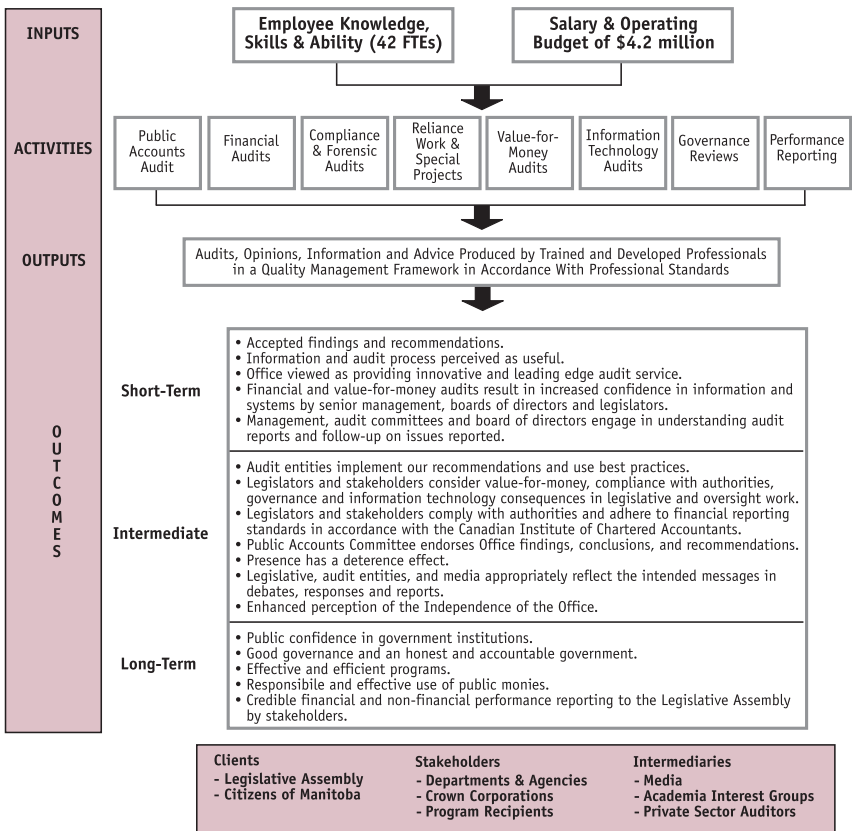 INPUTS
Employee Knowledge,
Skills & Ability (42 FTEs)
Salary & Operating
Budget of $4.2 million
ACTIVITIES
Public
Accounts
Audit
Financial
Audits
Compliance
& Forensic
Audits
Reliance
Work &
Special
Projects
Value-for-
Money
Audits
Information
Technology
Audits
Governance
Reviews
Performance
Reporting
OUTPUTS
Audits, Opinions, Information and Advice Produced by Trained and Developed Professionals
in a Quality Management Framework in Accordance With Professional Standards
OUTCOMES
Short-Term
• Accepted findings and recommendations.
• Information and audit process perceived as useful.
• Office viewed as providing innovative and leading edge audit service.
• Financial and value-for-money audits result in increased confidence in information and
systems by senior management, boards of directors and legislators.
• Management, audit committees and board of directors engage in understanding audit
reports and follow-up on issues reported.
Intermediate
• Audit entities implement our recommendations and use best practices.
• Legislators and stakeholders consider value-for-money, compliance with authorities,
governance and information technology consequences in legislative and oversight work.
• Legislators and stakeholders comply with authorities and adhere to financial reporting
standards in accordance with the Canadian Institute of Chartered Accountants.
• Public Accounts Committee endorses Office findings, conclusions, and recommendations.
• Presence has a deterence effect.
• Legislative, audit entities, and media appropriately reflect the intended messages in
debates, responses and reports.
• Enhanced perception of the Independence of the Office.
Long-Term
• Public confidence in government institutions.
• Good governance and an honest and accountable government.
• Effective and efficient programs.
• Responsibile and effective use of public monies.
• Credible financial and non-financial performance reporting to the Legislative Assembly
by stakeholders.
Clients
- Legislative Assembly
- Citizens of Manitoba
Stakeholders
- Departments & Agencies
- Crown Corporations
- Program Recipients
Intermediaries
- Media
- Academia Interest Groups
- Private Sector Auditors